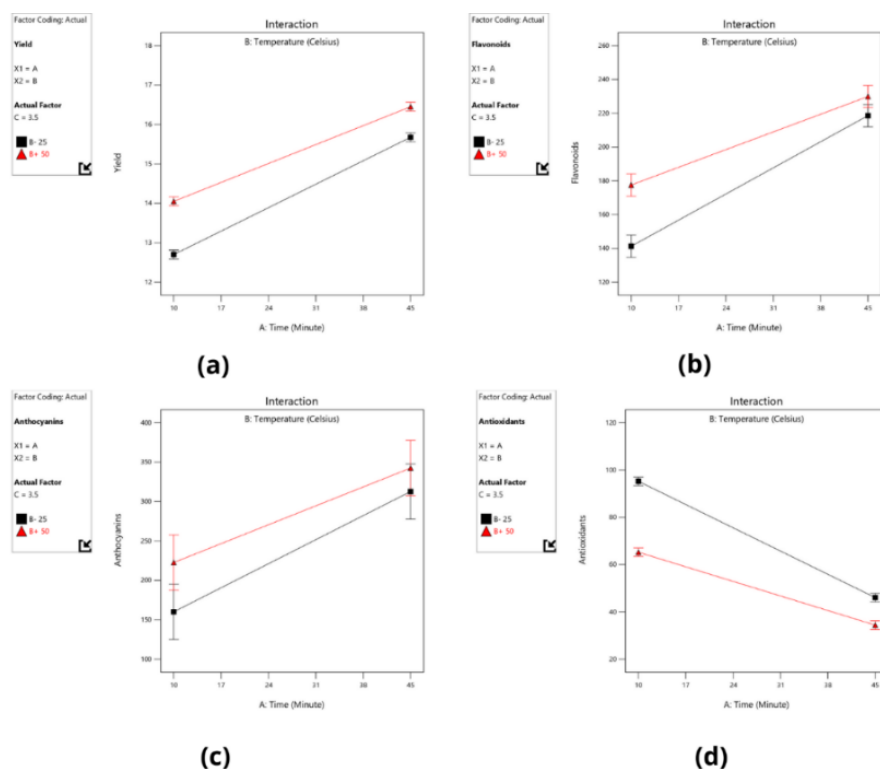 Factor Coding: Actual
Yield
X1 = A
X2 = B
Actual Factor
C = 3.5
B- 25
B+ 50
Interaction
B: Temperature (Celsius)
18
17
16
15
14
13
12
Yield
10
17
24
31
38
45
A: Time (Minute)
(a)
Factor Coding: Actual
Flavonoids
X1 = A
X2 = B
Actual Factor
C = 3.5
B- 25
B+ 50
Interaction
B: Temperature (Celsius)
260
240
220
200
180
160
140
120
Flavonoids
10
17
24
31
38
45
A: Time (Minute)
(b)
Factor Coding: Actual
Anthocyanins
X1 = A
X2 = B
Actual Factor
C = 3.5
B- 25
B+ 50
Interaction
B: Temperature (Celsius)
400
350
300
250
200
150
100
Anthocyanins
10
17
24
31
38
45
A: Time (Minute)
(c)
Factor Coding: Actual
Antioxidants
X1 = A
X2 = B
Actual Factor
C = 3.5
B- 25
B+ 50
Interaction
B: Temperature (Celsius)
120
100
80
60
40
20
Antioxidants
10
17
24
31
38
45
A: Time (Minute)
(d)